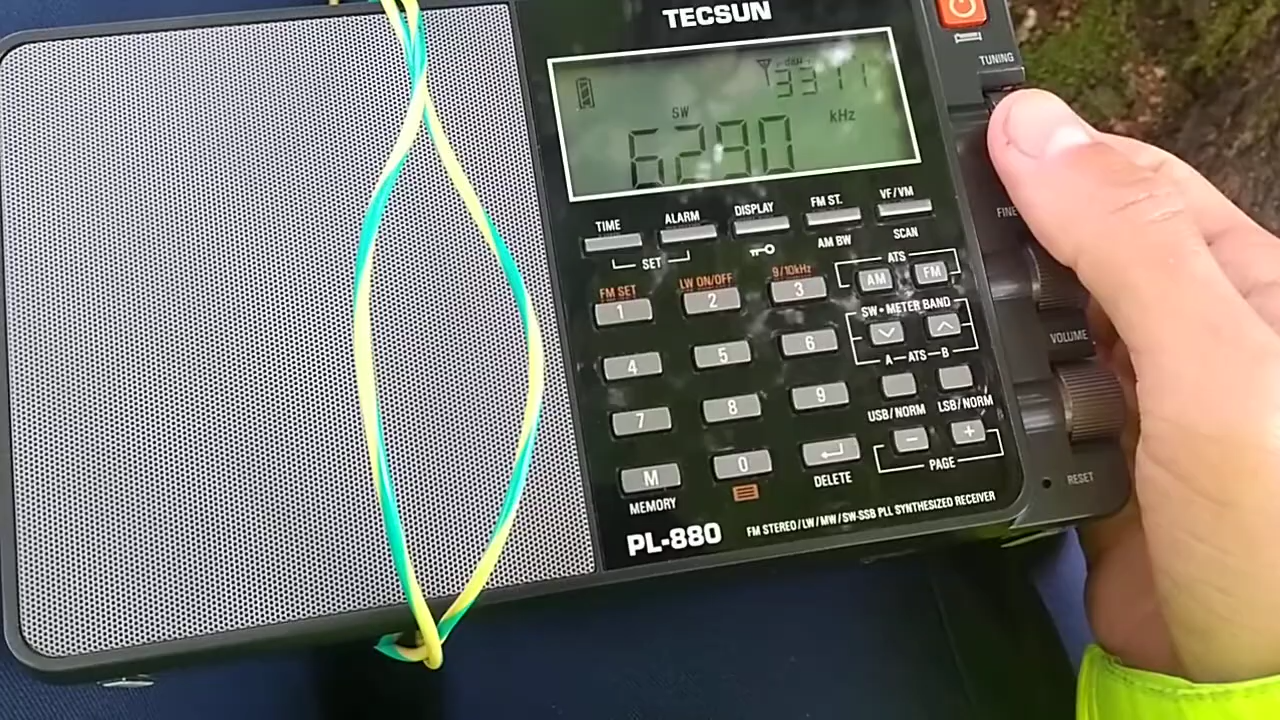 TECSUN
TUNING
3311
SW
6290 kHz
TIME ALARM DISPLAY FM ST. VF/VM
SET AM BW SCAN
FINE
ATS
FM SET LW ON/OFF 9/10kHz AM FM
1 2 3
SW • METER BAND
VOLUME
4 5 6
A — ATS — B
7 8 9
USB/NORM LSB/NORM
M 0 - +
MEMORY DELETE PAGE
RESET
PL-880 FM STEREO/LW/MW/SW-SSB PLL SYNTHESIZED RECEIVER